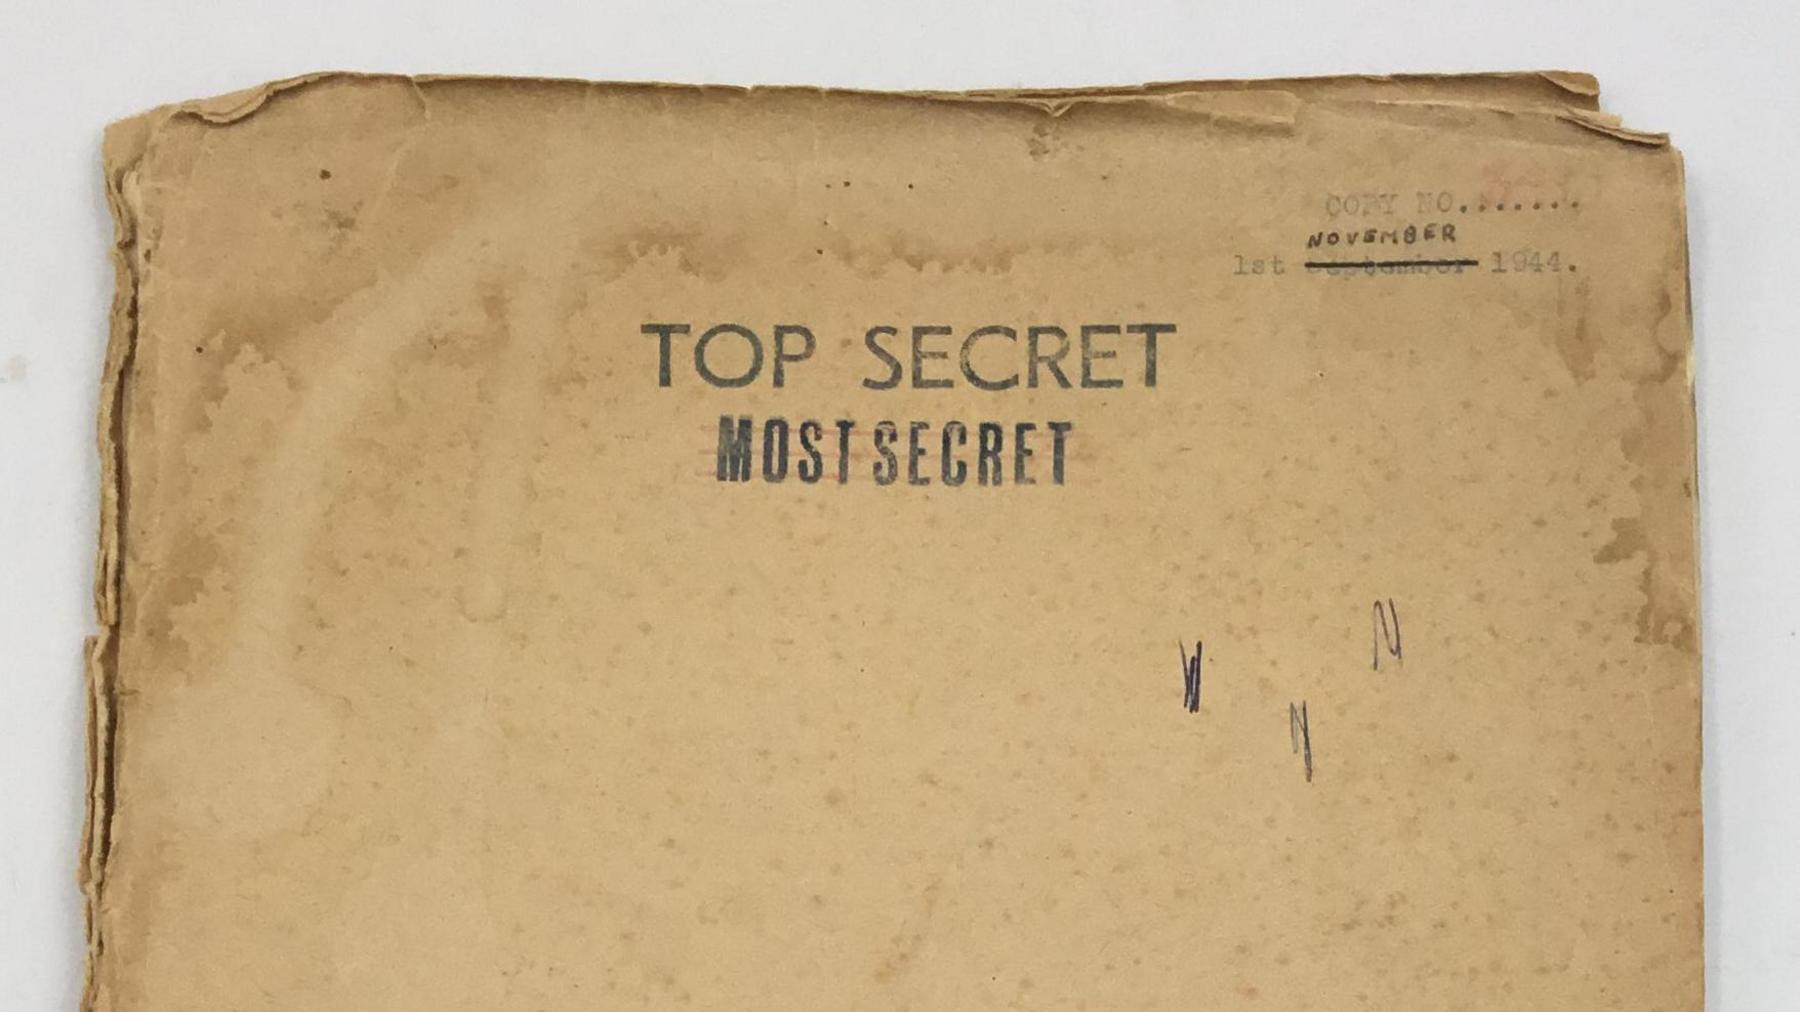 COPY NO.......
NOVEMBER
1st September 1944.
TOP SECRET
MOST SECRET
N
W
N